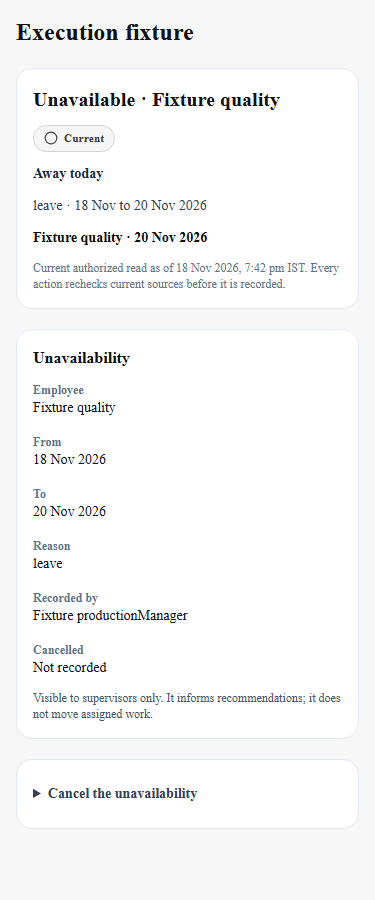 Execution fixture
Unavailable · Fixture quality
Current
Away today
leave · 18 Nov to 20 Nov 2026
Fixture quality · 20 Nov 2026
Current authorized read as of 18 Nov 2026, 7:42 pm IST. Every
action rechecks current sources before it is recorded.
Unavailability
Employee
Fixture quality
From
18 Nov 2026
To
20 Nov 2026
Reason
leave
Recorded by
Fixture productionManager
Cancelled
Not recorded
Visible to supervisors only. It informs recommendations; it does
not move assigned work.
Cancel the unavailability